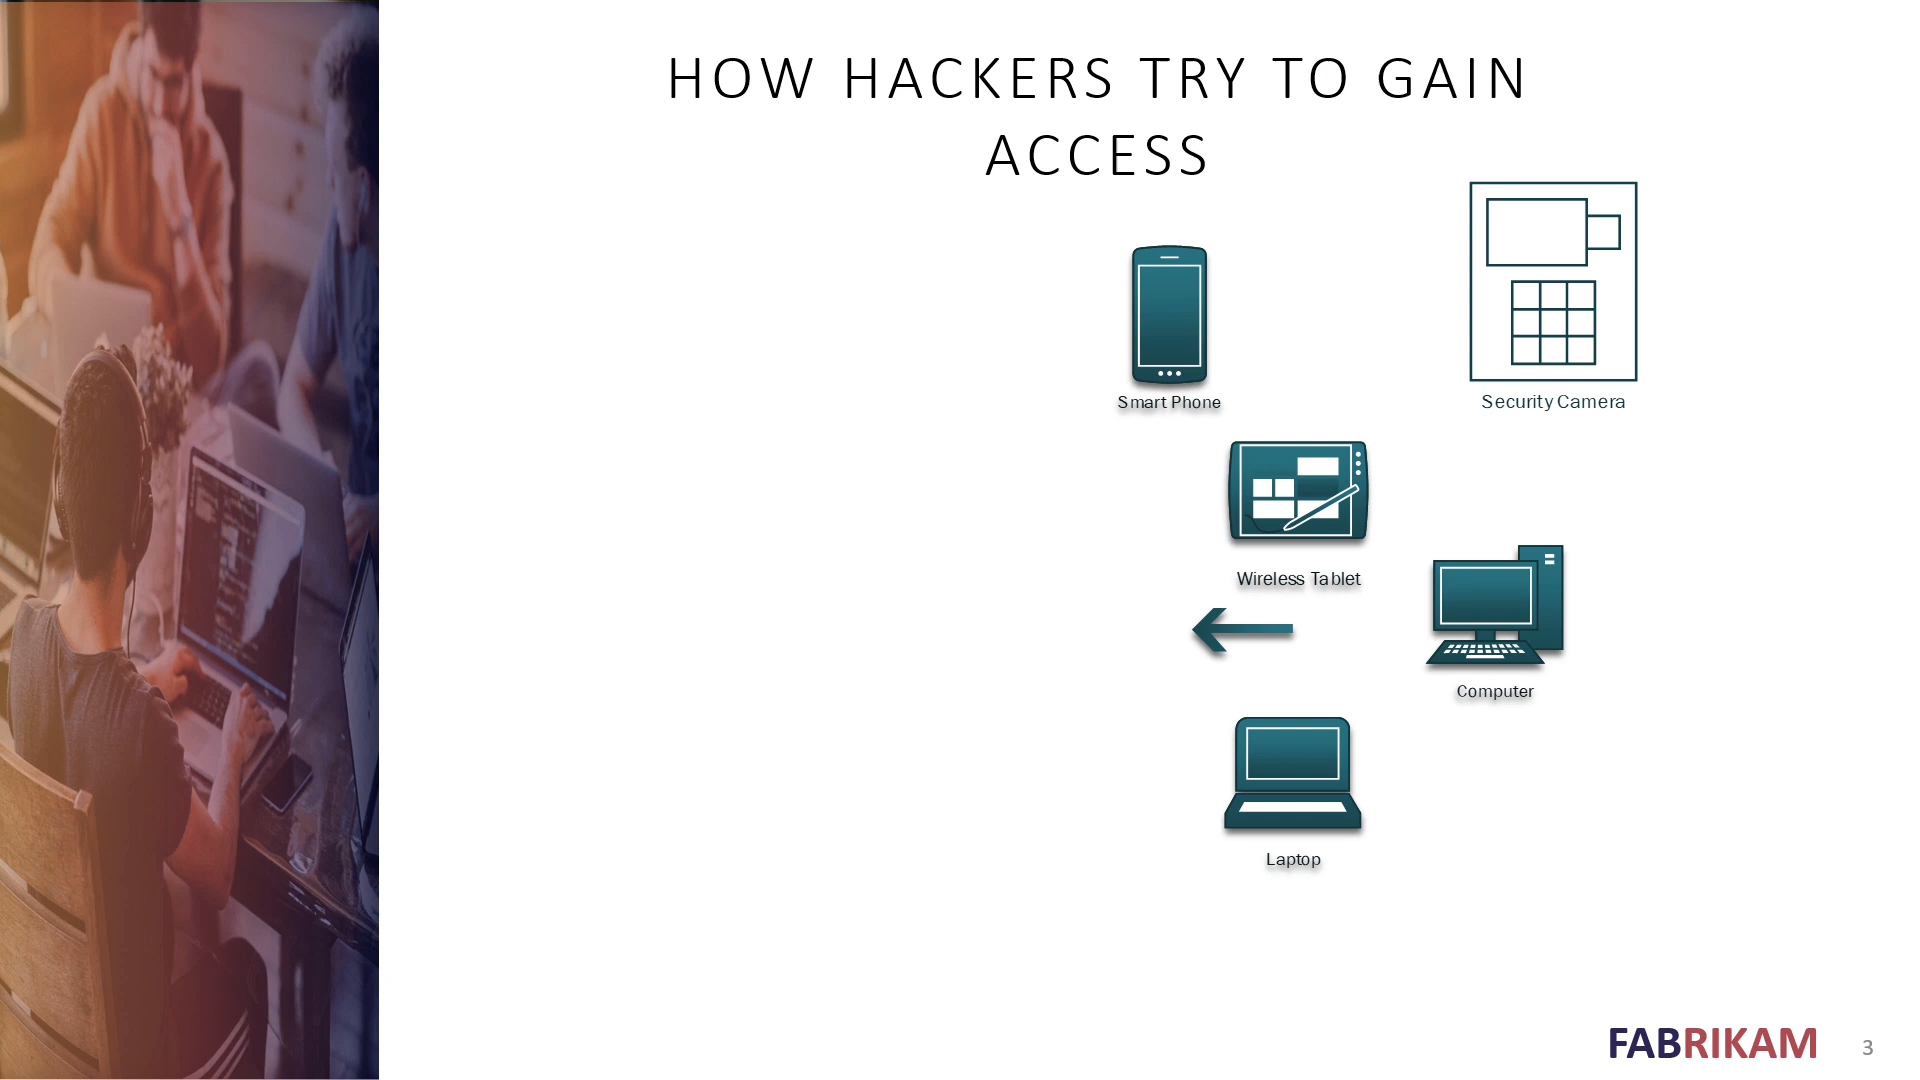 HOW HACKERS TRY TO GAIN
ACCESS
Smart Phone
Security Camera
Wireless Tablet
Computer
Laptop
FABRIKAM
3